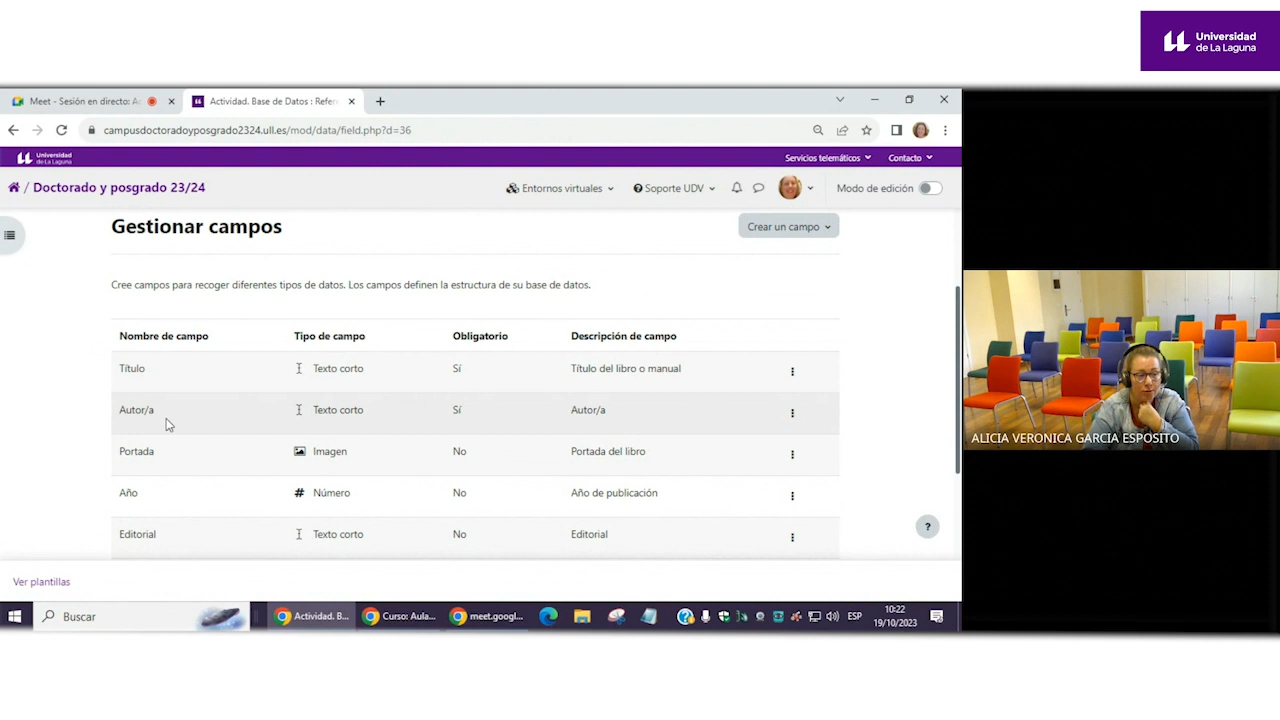 Universidad
de La Laguna
Meet - Sesión en directo: Ac
Actividad. Base de Datos : Refer
campusdoctoradoyposgrado2324.ull.es/mod/data/field.php?d=36
Universidad
de La Laguna
Servicios telemáticos
Contacto
/ Doctorado y posgrado 23/24
Entornos virtuales
Soporte UDV
Modo de edición
Gestionar campos
Crear un campo
Cree campos para recoger diferentes tipos de datos. Los campos definen la estructura de su base de datos.
Nombre de campo Tipo de campo Obligatorio Descripción de campo
Título Texto corto Sí Título del libro o manual
Autor/a Texto corto Sí Autor/a
Portada Imagen No Portada del libro
Año # Número No Año de publicación
Editorial Texto corto No Editorial
?
Ver plantillas
ALICIA VERONICA GARCIA ESPOSITO
Buscar
Actividad. B...
Curso: Aula...
meet.googl...
ESP
10:22
19/10/2023